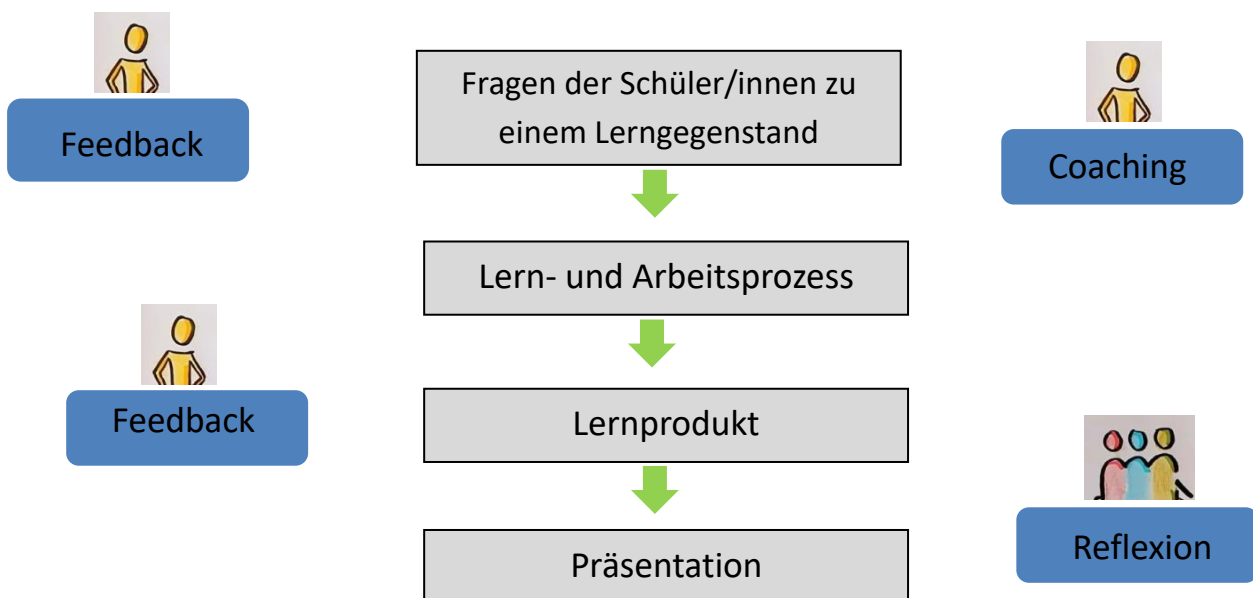 Feedback
Fragen der Schüler/innen zu
einem Lerngegenstand
Coaching
Lern- und Arbeitsprozess
Feedback
Lernprodukt
Präsentation
Reflexion